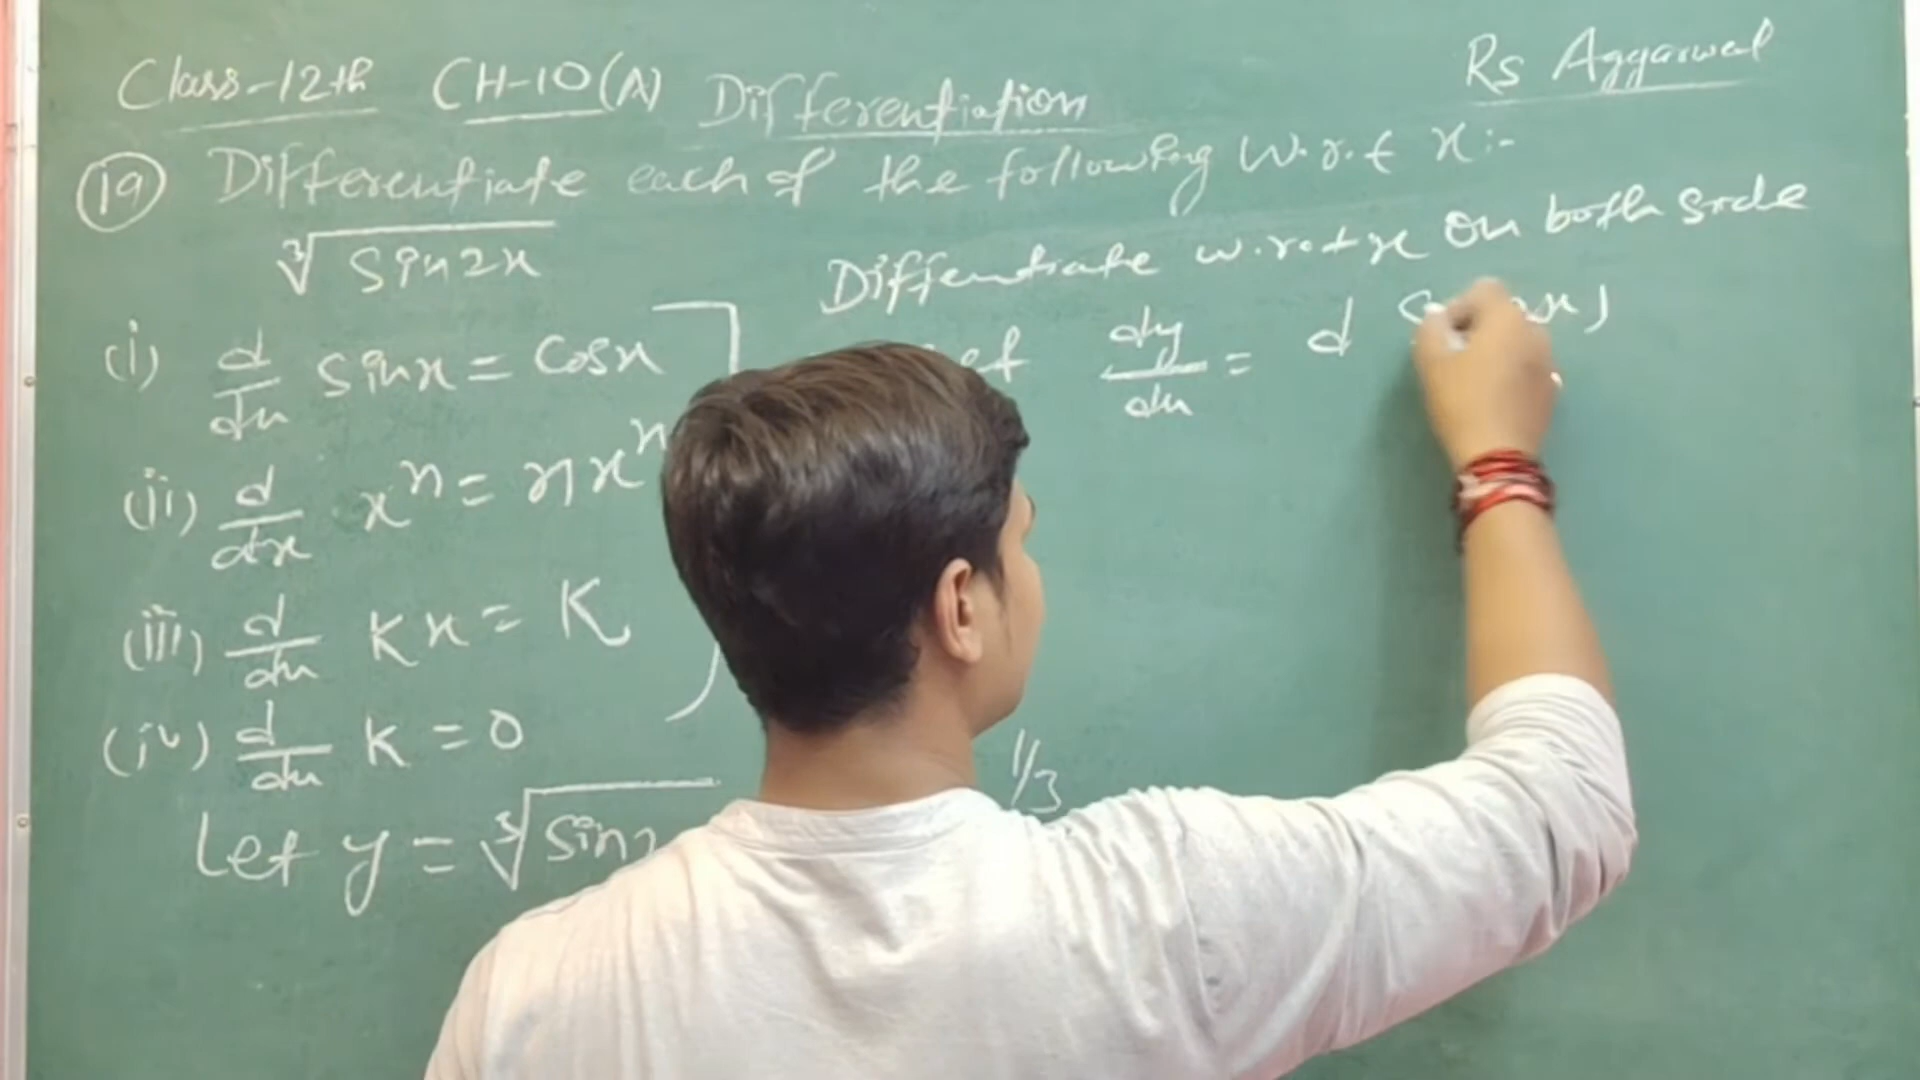 Class-12th CH-10(A) Differentiation
Rs Aggarwal
(19) Differentiate each of the following w.r.t x:-
∛sin2x
(i) d/dx sinx = cosx
(ii) d/dx xⁿ = nxⁿ
(iii) d/dx Kx = K
(iv) d/dx K = 0
Let y = ∛sin
1/3
Diffentiate w.r.t x on both side
dy/dx = d